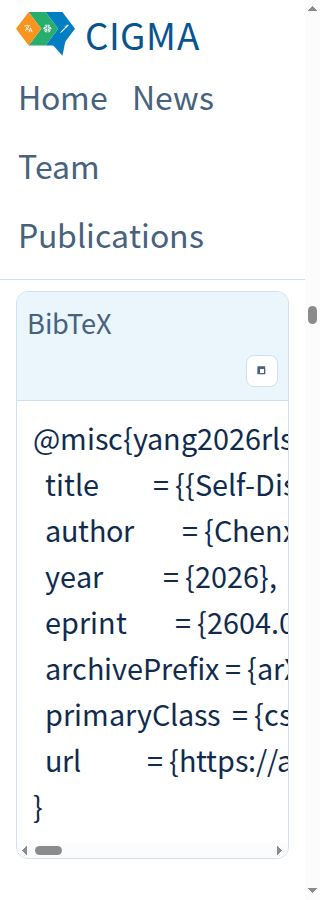 CIGMA
Home News
Team
Publications
BibTeX
@misc{yang2026rls
title = {{Self-Dis
author = {Chenx
year = {2026},
eprint = {2604.0
archivePrefix = {arX
primaryClass = {cs
url = {https://a
}